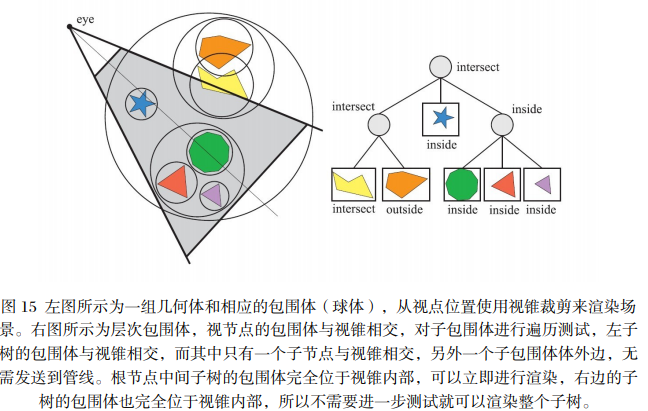 eye
intersect
intersect
inside
inside
intersect
outside
inside
inside
inside
图 15 左图所示为一组几何体和相应的包围体（球体），从视点位置使用视锥裁剪来渲染场
景。右图所示为层次包围体，视节点的包围体与视锥相交，对子包围体进行遍历测试，左子
树的包围体与视锥相交，而其中只有一个子节点与视锥相交，另外一个子包围体体外边，无
需发送到管线。根节点中间子树的包围体完全位于视锥内部，可以立即进行渲染，右边的子
树的包围体也完全位于视锥内部，所以不需要进一步测试就可以渲染整个子树。